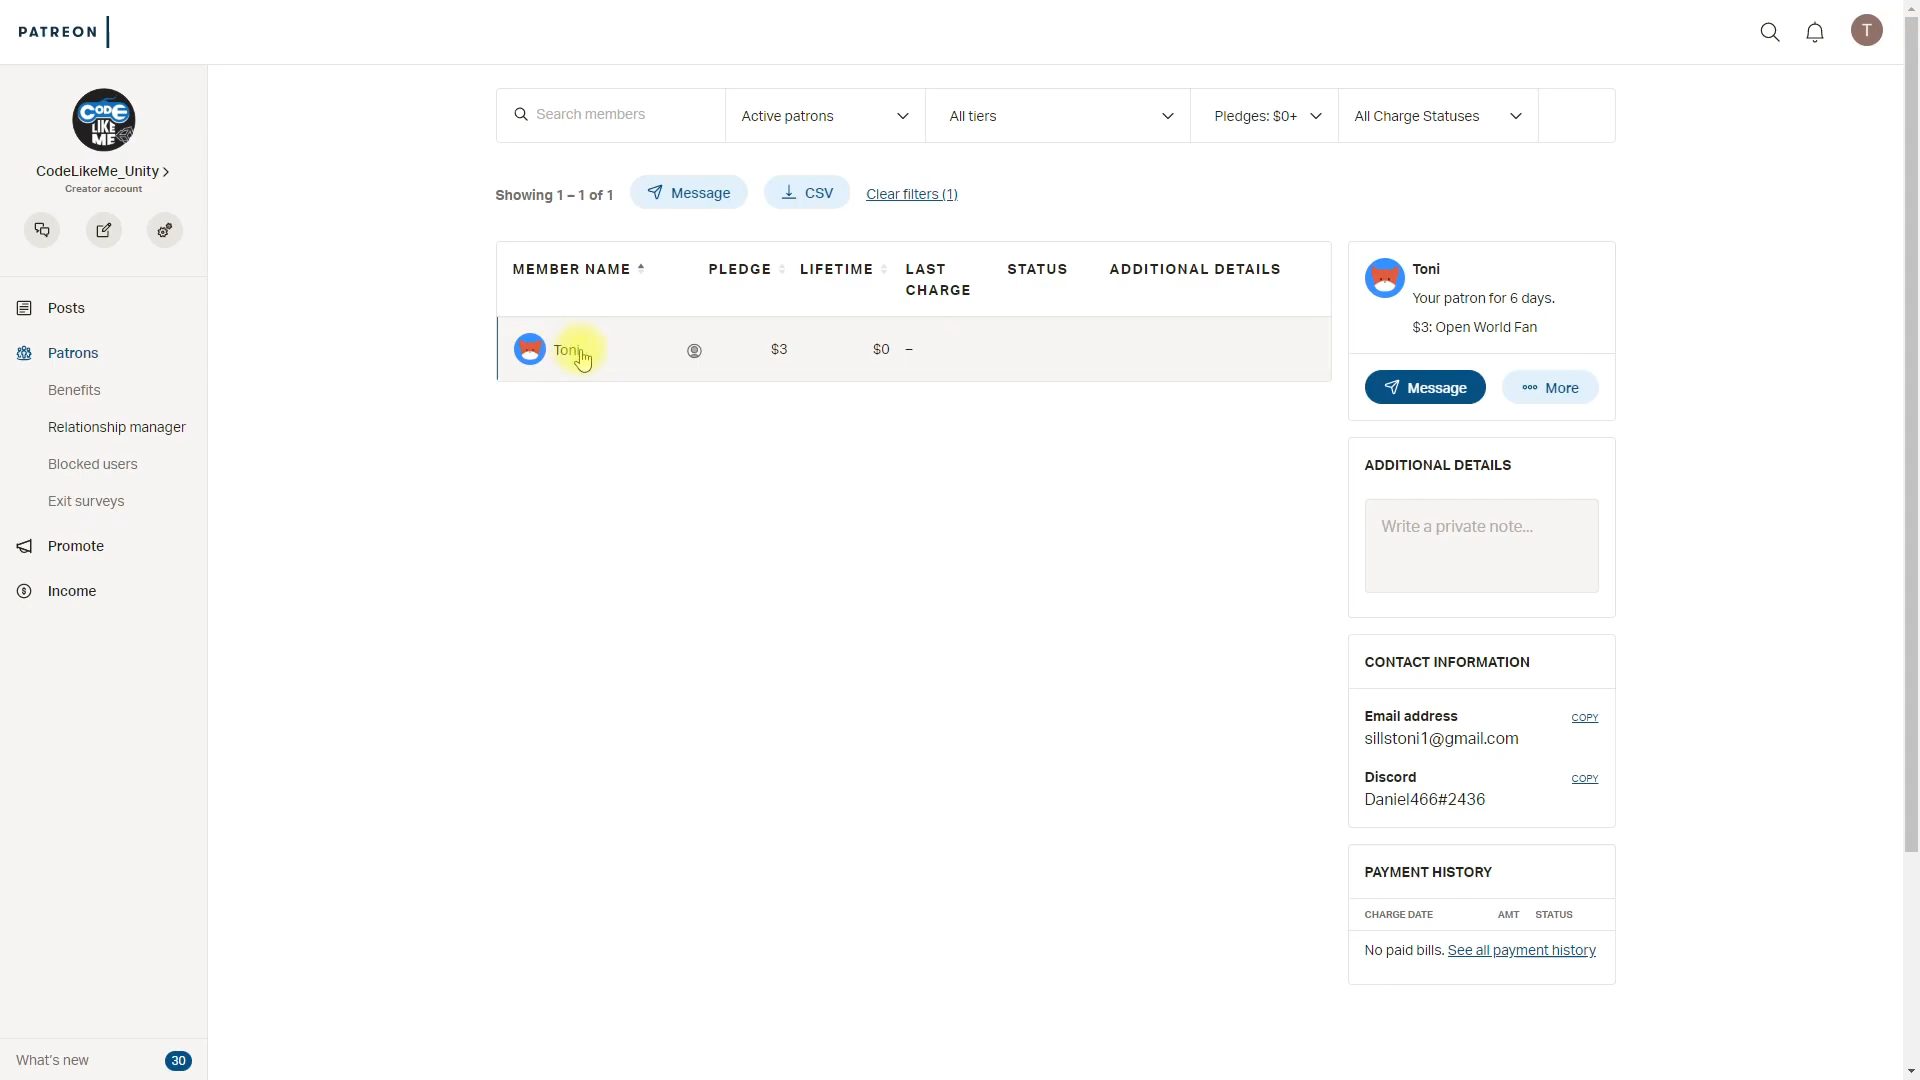 PATREON
T
CODE
LIKE
ME
CodeLikeMe_Unity
Creator account
Posts
Patrons
Benefits
Relationship manager
Blocked users
Exit surveys
Promote
Income
What's new 30
Search members Active patrons All tiers Pledges: $0+ All Charge Statuses
Showing 1 – 1 of 1 Message CSV Clear filters (1)
MEMBER NAME PLEDGE LIFETIME LAST CHARGE STATUS ADDITIONAL DETAILS
Toni $3 $0 –
Toni
Your patron for 6 days.
$3: Open World Fan
Message More
ADDITIONAL DETAILS
Write a private note...
CONTACT INFORMATION
Email address COPY
sillstoni1@gmail.com
Discord COPY
Daniel466#2436
PAYMENT HISTORY
CHARGE DATE AMT STATUS
No paid bills. See all payment history